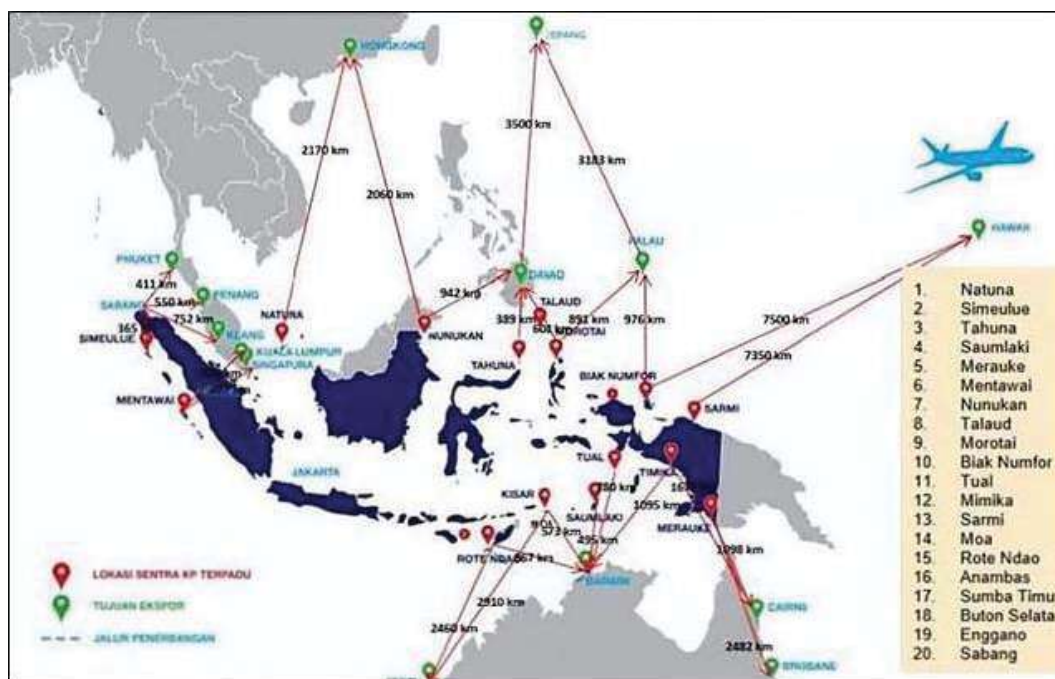 HONGKONG
JEPANG
3500 km
2170 km
3183 km
2060 km
HAWAII
PHUKET
PALAU
DAVAO
411 km
550 km
PENANG
SABANG
942 km
TALAUD
752 km
NATUNA
389 km
891 km
976 km
7500 km
365
KLANG
NUNUKAN
MOROTAI
SIMEULUE
KUALA LUMPUR
SINGAPURA
TAHUNA
7350 km
BIAK NUMFOR
MENTAWAI
SARMI
TUAL
JAKARTA
TIMIKA
KISAR
1095 km
SAUMLAKI
MERAUKE
573 km
495 km
ROTE NDAO
1098 km
LOKASI SENTRA KP TERPADU
TUJUAN EKSPOR
2910 km
CAIRNS
2460 km
JALUR PENERBANGAN
2482 km
BRISBANE
1. Natuna
2. Simeulue
3. Tahuna
4. Saumlaki
5. Merauke
6. Mentawai
7. Nunukan
8. Talaud
9. Morotai
10. Biak Numfor
11. Tual
12. Mimika
13. Sarmi
14. Moa
15. Rote Ndao
16. Anambas
17. Sumba Timu
18. Buton Selata
19. Enggano
20. Sabang